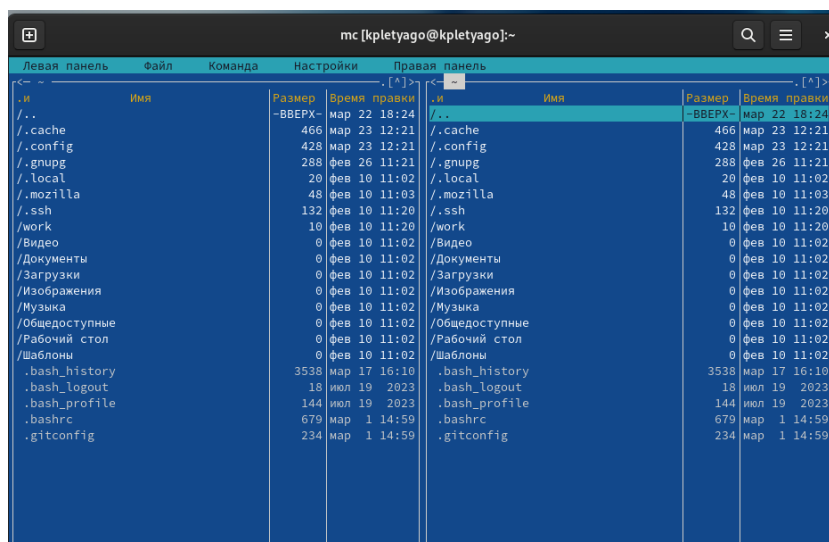 mc [kpletyago@kpletyago]:~
Левая панель Файл Команда Настройки Правая панель
<— ~ .[^]> <— ~ .[^]>
.и Имя Размер Время правки .и Имя Размер Время правки
/.. -ВВЕРХ- мар 22 18:24 /.. -ВВЕРХ- мар 22 18:24
/.cache 466 мар 23 12:21 /.cache 466 мар 23 12:21
/.config 428 мар 23 12:21 /.config 428 мар 23 12:21
/.gnupg 288 фев 26 11:21 /.gnupg 288 фев 26 11:21
/.local 20 фев 10 11:02 /.local 20 фев 10 11:02
/.mozilla 48 фев 10 11:03 /.mozilla 48 фев 10 11:03
/.ssh 132 фев 10 11:20 /.ssh 132 фев 10 11:20
/work 10 фев 10 11:20 /work 10 фев 10 11:20
/Видео 0 фев 10 11:02 /Видео 0 фев 10 11:02
/Документы 0 фев 10 11:02 /Документы 0 фев 10 11:02
/Загрузки 0 фев 10 11:02 /Загрузки 0 фев 10 11:02
/Изображения 0 фев 10 11:02 /Изображения 0 фев 10 11:02
/Музыка 0 фев 10 11:02 /Музыка 0 фев 10 11:02
/Общедоступные 0 фев 10 11:02 /Общедоступные 0 фев 10 11:02
/Рабочий стол 0 фев 10 11:02 /Рабочий стол 0 фев 10 11:02
/Шаблоны 0 фев 10 11:02 /Шаблоны 0 фев 10 11:02
.bash_history 3538 мар 17 16:10 .bash_history 3538 мар 17 16:10
.bash_logout 18 июл 19 2023 .bash_logout 18 июл 19 2023
.bash_profile 144 июл 19 2023 .bash_profile 144 июл 19 2023
.bashrc 679 мар 1 14:59 .bashrc 679 мар 1 14:59
.gitconfig 234 мар 1 14:59 .gitconfig 234 мар 1 14:59